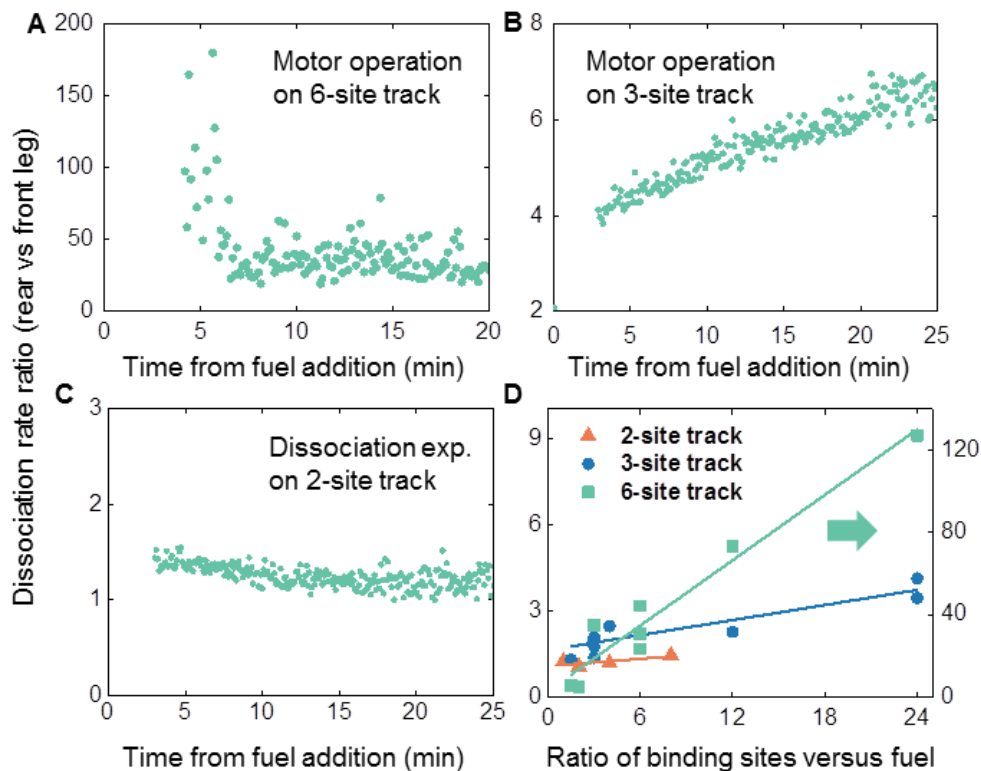 Dissociation rate ratio (rear vs front leg)
A
200
150
100
50
0
Motor operation
on 6-site track
0 5 10 15 20
Time from fuel addition (min)
B
8
6
4
2
Motor operation
on 3-site track
0 5 10 15 20 25
Time from fuel addition (min)
C
3
2
1
0
Dissociation exp.
on 2-site track
0 5 10 15 20 25
Time from fuel addition (min)
D
9
6
3
0
2-site track
3-site track
6-site track
120
80
40
0
0 6 12 18 24
Ratio of binding sites versus fuel